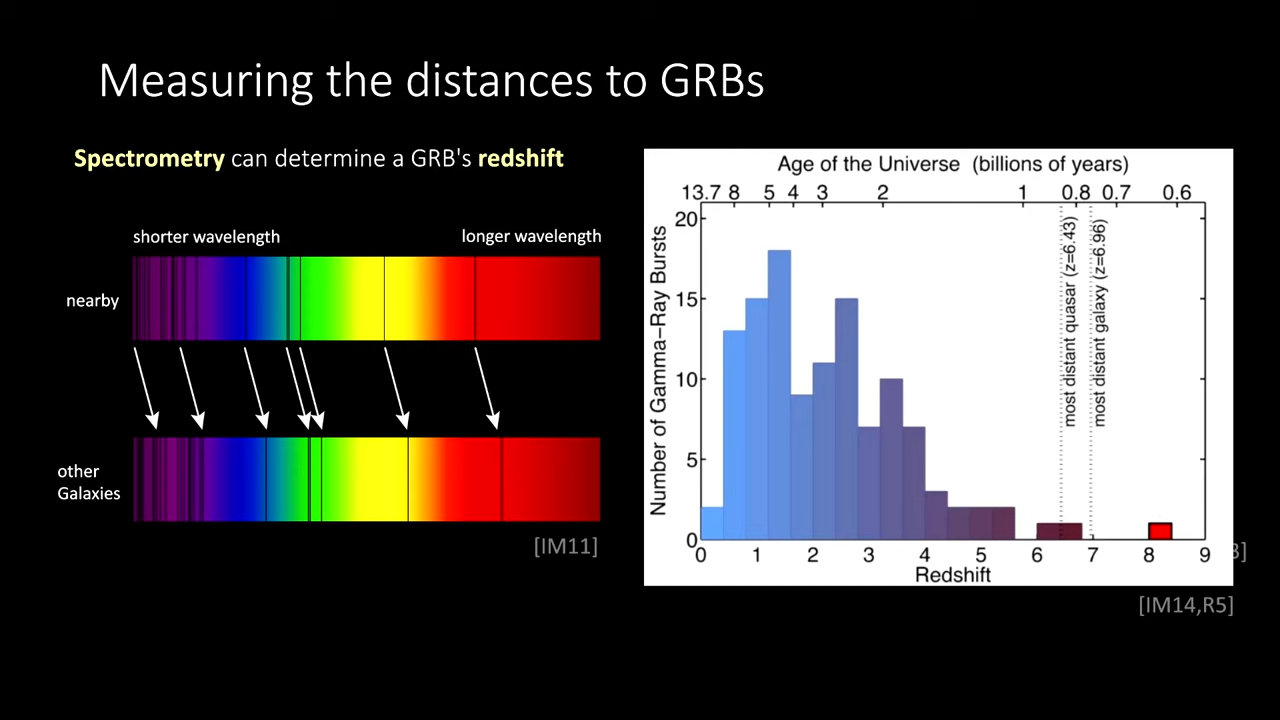 Measuring the distances to GRBs
Spectrometry can determine a GRB's redshift
shorter wavelength
longer wavelength
nearby
other
Galaxies
[IM11]
Age of the Universe (billions of years)
13.7 8 5 4 3 2 1 0.8 0.7 0.6
Number of Gamma-Ray Bursts
20
15
10
5
0
most distant quasar (z=6.43)
most distant galaxy (z=6.96)
0 1 2 3 4 5 6 7 8 9
Redshift
3]
[IM14,R5]